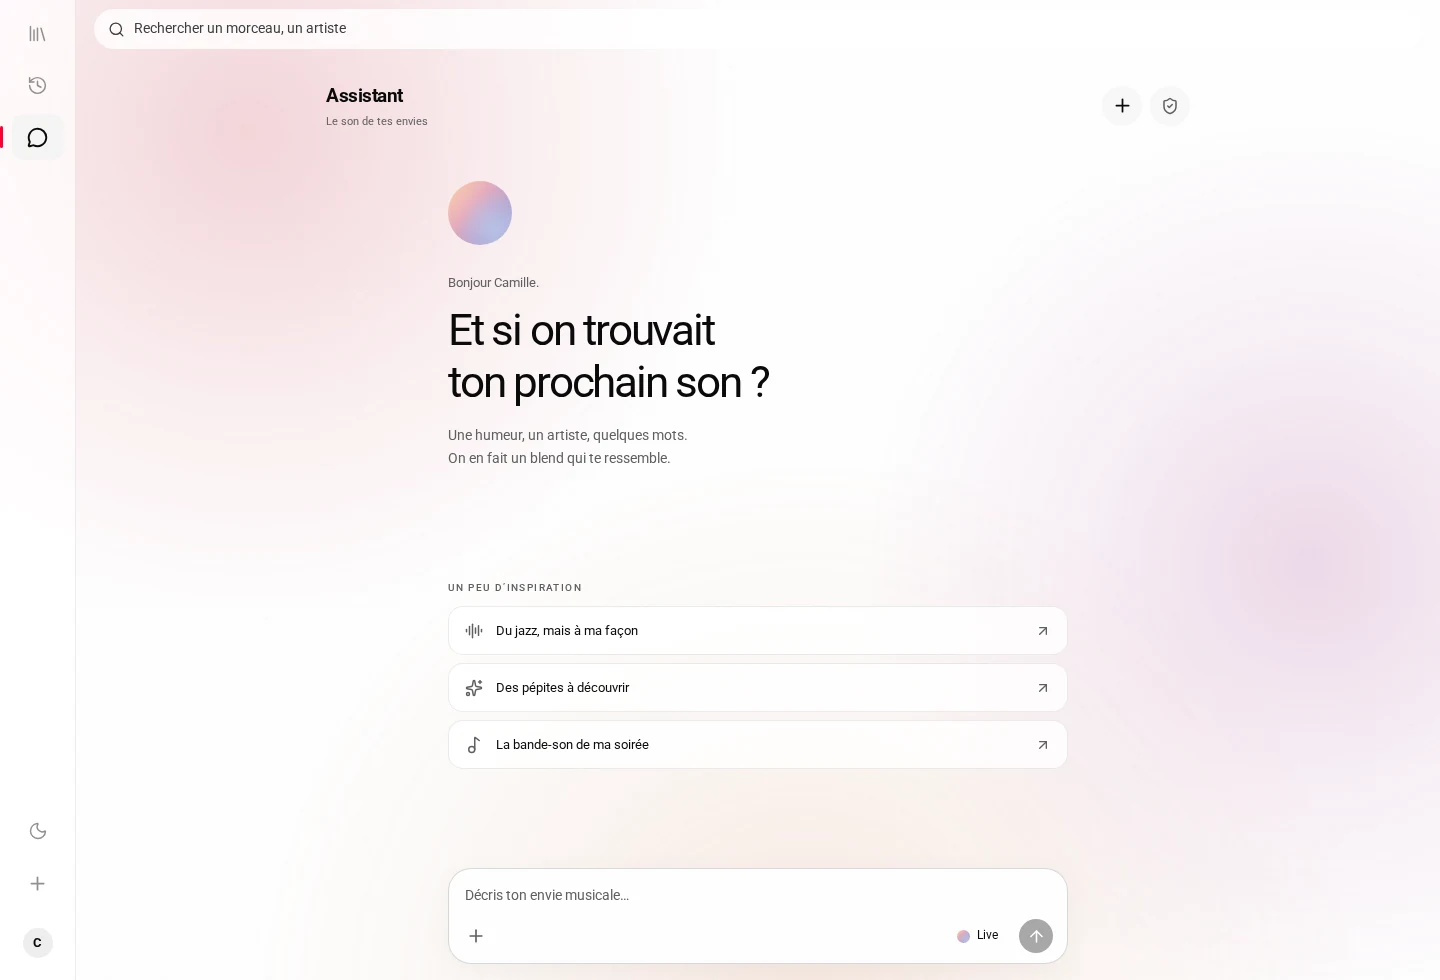 Rechercher un morceau, un artiste
Assistant
Le son de tes envies
Bonjour Camille.
Et si on trouvait
ton prochain son ?
Une humeur, un artiste, quelques mots.
On en fait un blend qui te ressemble.
UN PEU D'INSPIRATION
Du jazz, mais à ma façon
Des pépites à découvrir
La bande-son de ma soirée
Décris ton envie musicale…
Live
C